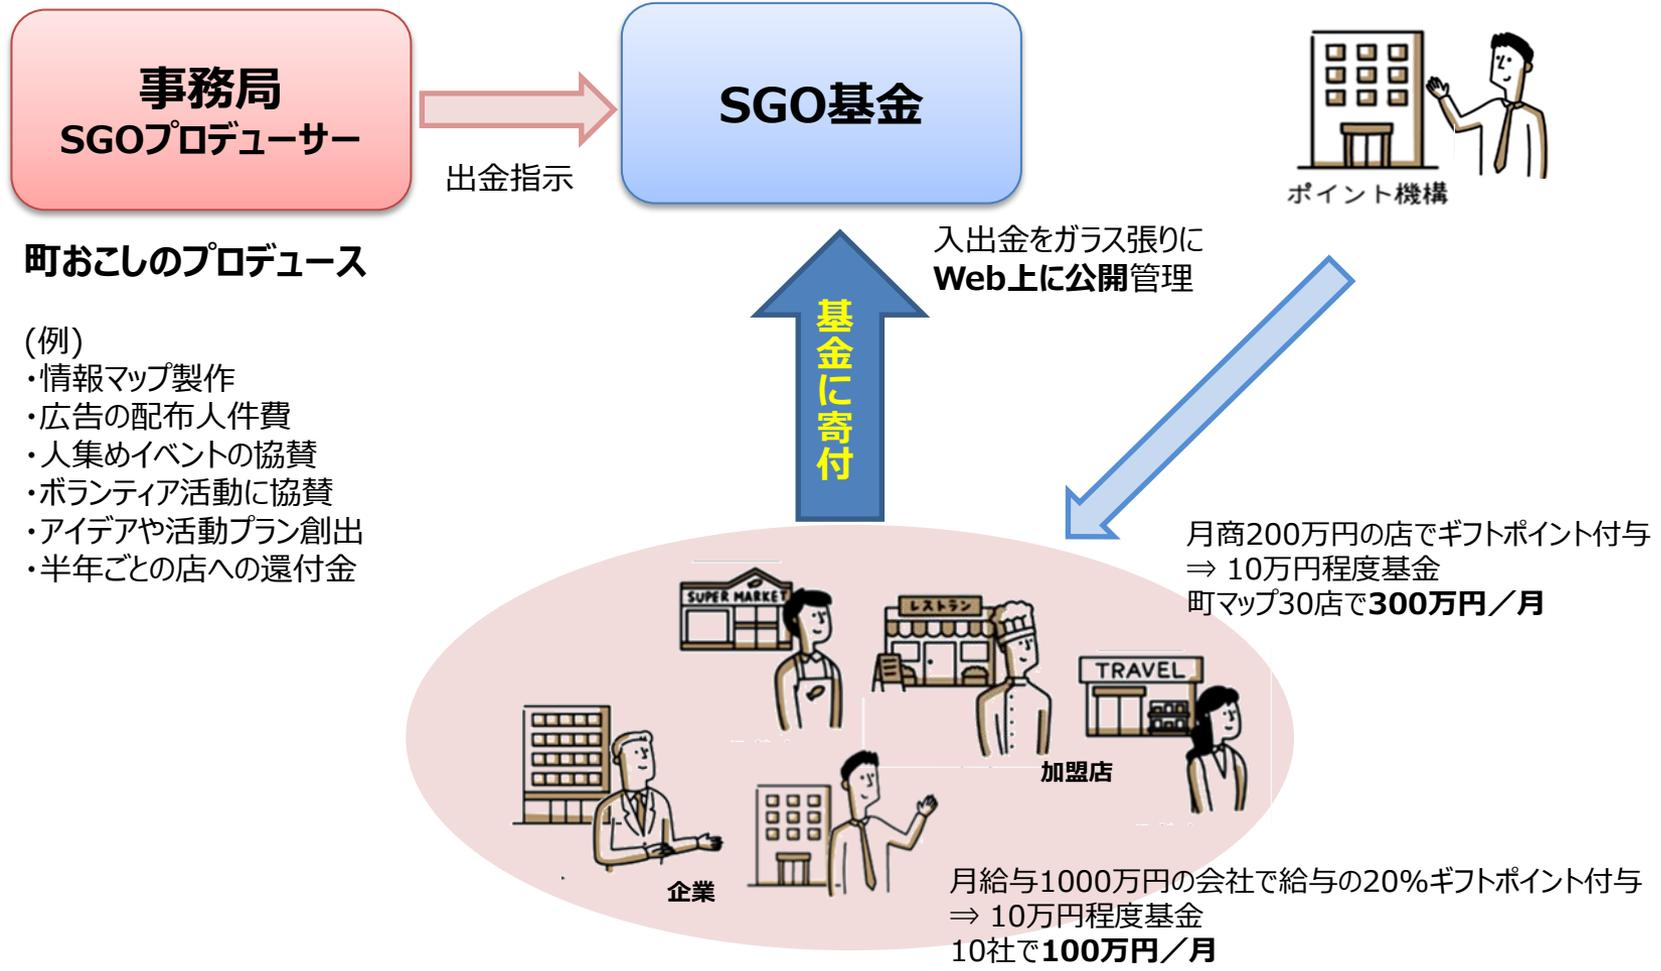 事務局
SGOプロデューサー
出金指示
SGO基金
ポイント機構
町おこしのプロデュース
(例)
・情報マップ製作
・広告の配布人件費
・人集めイベントの協賛
・ボランティア活動に協賛
・アイデアや活動プラン創出
・半年ごとの店への還付金
入出金をガラス張りに
Web上に公開管理
基金に寄付
月商200万円の店でギフトポイント付与
⇒ 10万円程度基金
町マップ30店で300万円／月
SUPER MARKET
レストラン
TRAVEL
加盟店
企業
月給与1000万円の会社で給与の20%ギフトポイント付与
⇒ 10万円程度基金
10社で100万円／月